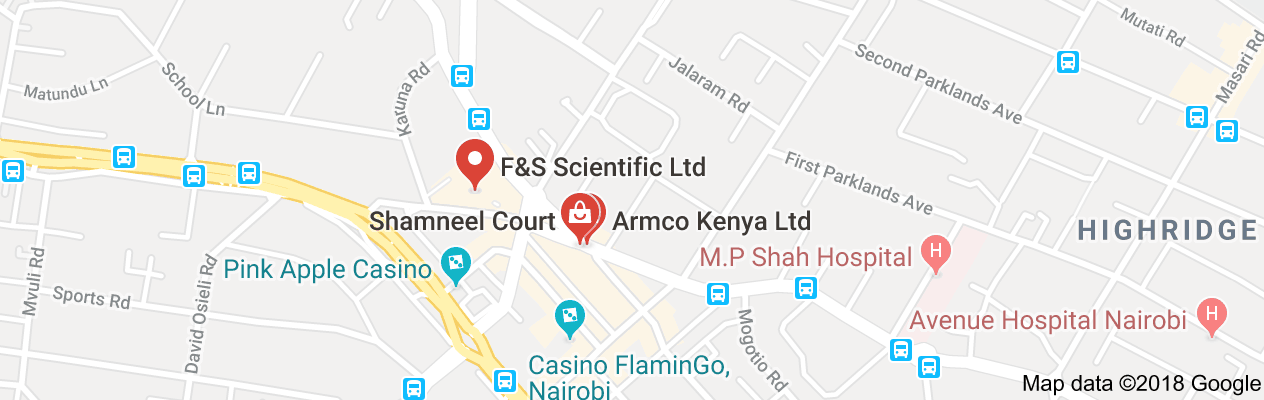 Mutati Rd
Masari Rd
Second Parklands Ave
Jalaram Rd
Karuna Rd
School Ln
Matundu Ln
F&S Scientific Ltd
First Parklands Ave
Shamneel Court
Armco Kenya Ltd
HIGHRIDGE
M.P Shah Hospital
H
Pink Apple Casino
Mvuli Rd
Sports Rd
David Osieli Rd
Mogotio Rd
Avenue Hospital Nairobi
H
Casino FlaminGo,
Nairobi
Map data ©2018 Google